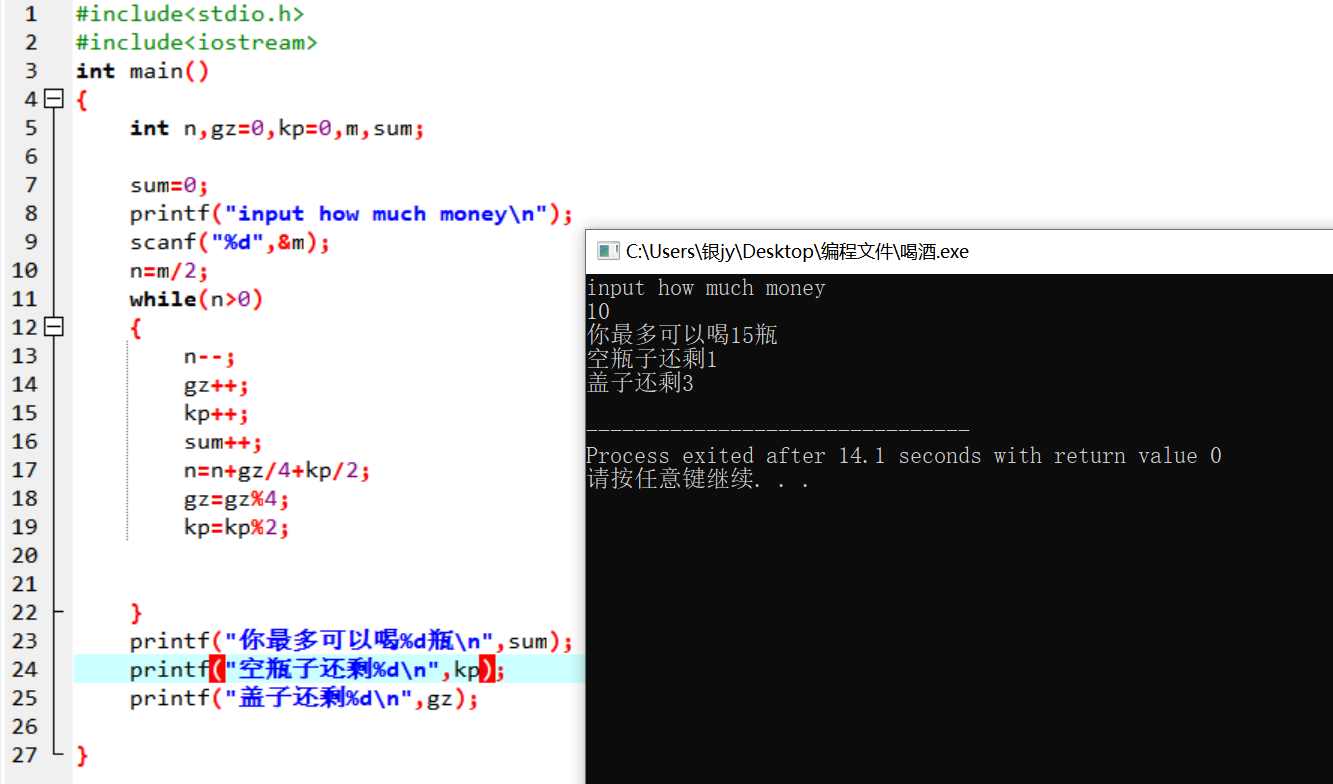 1 #include<stdio.h>
2 #include<iostream>
3 int main()
4 {
5 int n,gz=0,kp=0,m,sum;
6
7 sum=0;
8 printf("input how much money\n");
9 scanf("%d",&m);
10 n=m/2;
11 while(n>0)
12 {
13 n--;
14 gz++;
15 kp++;
16 sum++;
17 n=n+gz/4+kp/2;
18 gz=gz%4;
19 kp=kp%2;
20
21
22 }
23 printf("你最多可以喝%d瓶\n",sum);
24 printf("空瓶子还剩%d\n",kp);
25 printf("盖子还剩%d\n",gz);
26
27 }
C:\Users\银jy\Desktop\编程文件\喝酒.exe
input how much money
10
你最多可以喝15瓶
空瓶子还剩1
盖子还剩3
--------------------------------
Process exited after 14.1 seconds with return value 0
请按任意键继续. . .